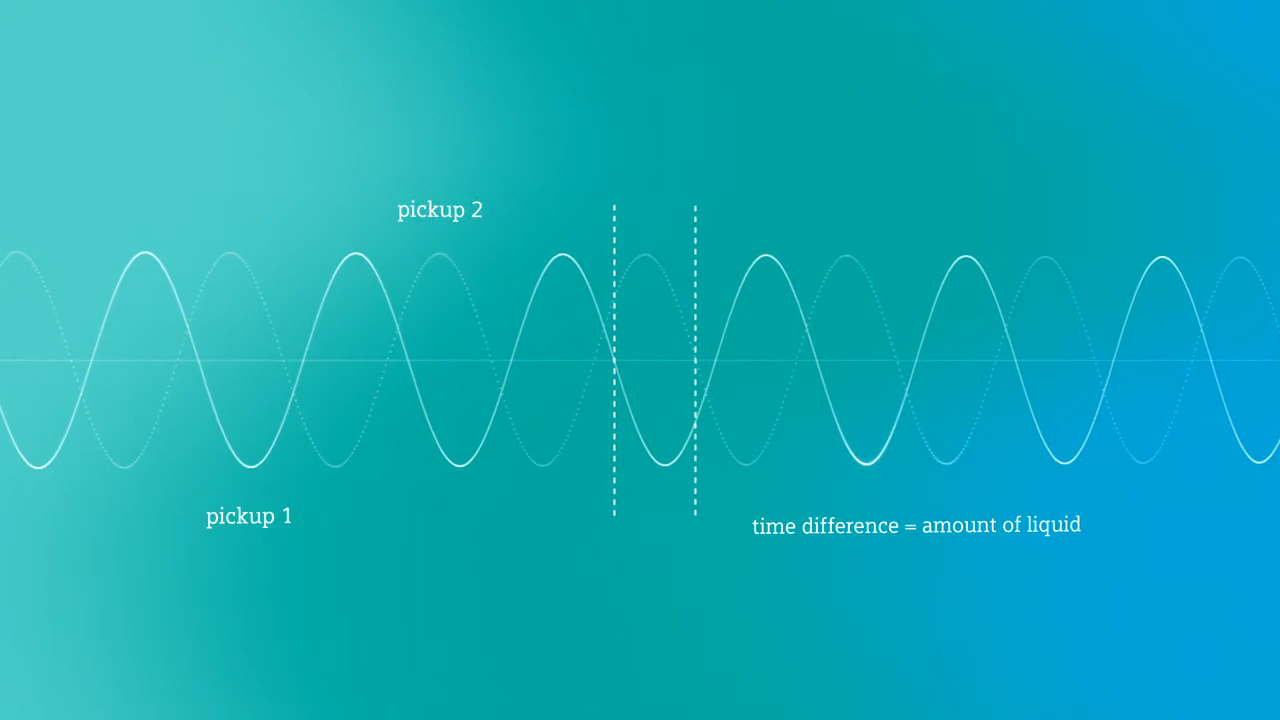 pickup 2
pickup 1
time difference = amount of liquid